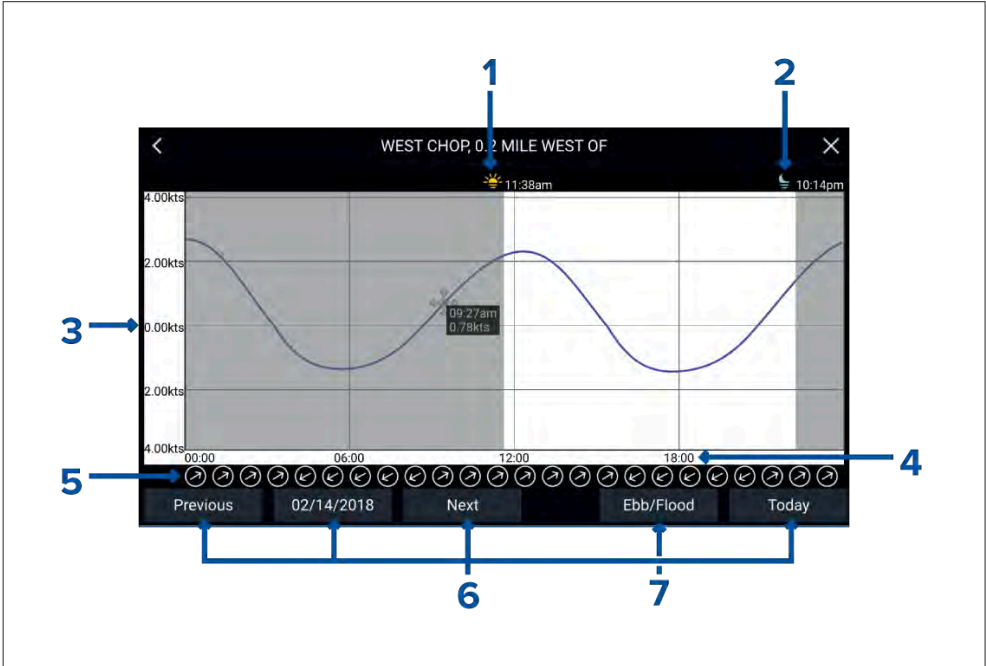 1 2
WEST CHOP, 0.2 MILE WEST OF
11:38am 10:14pm
4.00kts
2.00kts
09:27am
0.78kts
3
0.00kts
2.00kts
4.00kts
00:00 06:00 12:00 18:00
4
5
Previous 02/14/2018 Next Ebb/Flood Today
6 7